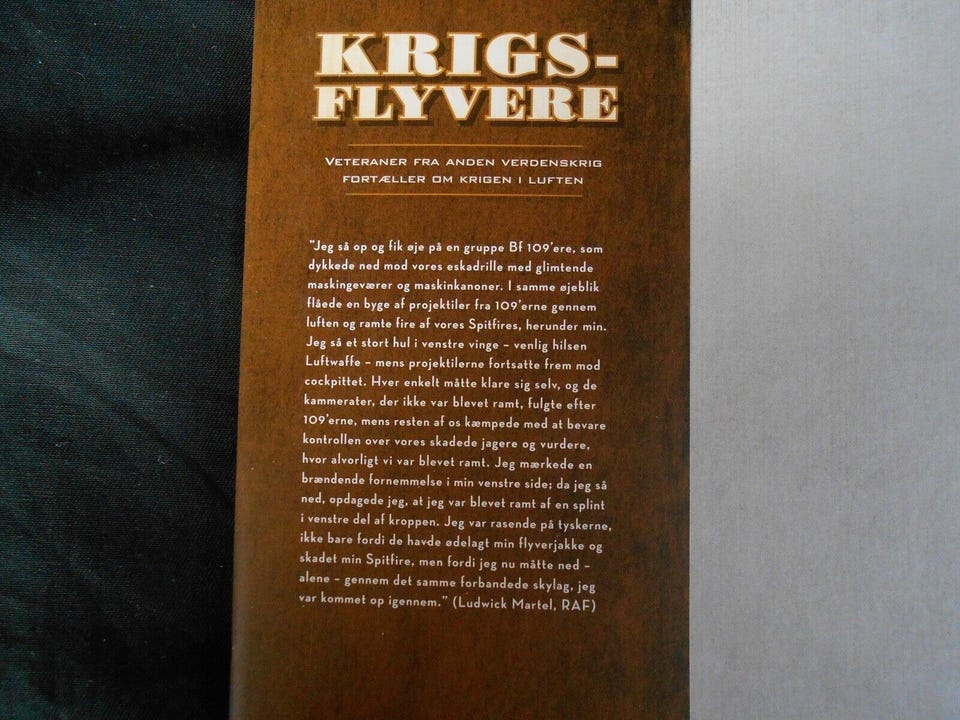 KRIGS-
FLYVERE
VETERANER FRA ANDEN VERDENSKRIG
FORTÆLLER OM KRIGEN I LUFTEN
"Jeg så op og fik øje på en gruppe Bf 109'ere, som
dykkede ned mod vores eskadrille med glimtende
maskingeværer og maskinkanoner. I samme øjeblik
flåede en byge af projektiler fra 109'erne gennem
luften og ramte fire af vores Spitfires, herunder min.
Jeg så et stort hul i venstre vinge – venlig hilsen
Luftwaffe – mens projektilerne fortsatte frem mod
cockpittet. Hver enkelt måtte klare sig selv, og de
kammerater, der ikke var blevet ramt, fulgte efter
109'erne, mens resten af os kæmpede med at bevare
kontrollen over vores skadede jagere og vurdere,
hvor alvorligt vi var blevet ramt. Jeg mærkede en
brændende fornemmelse i min venstre side; da jeg så
ned, opdagede jeg, at jeg var blevet ramt af en splint
i venstre del af kroppen. Jeg var rasende på tyskerne,
ikke bare fordi de havde ødelagt min flyverjakke og
skadet min Spitfire, men fordi jeg nu måtte ned –
alene – gennem det samme forbandede skylag, jeg
var kommet op igennem." (Ludwick Martel, RAF)